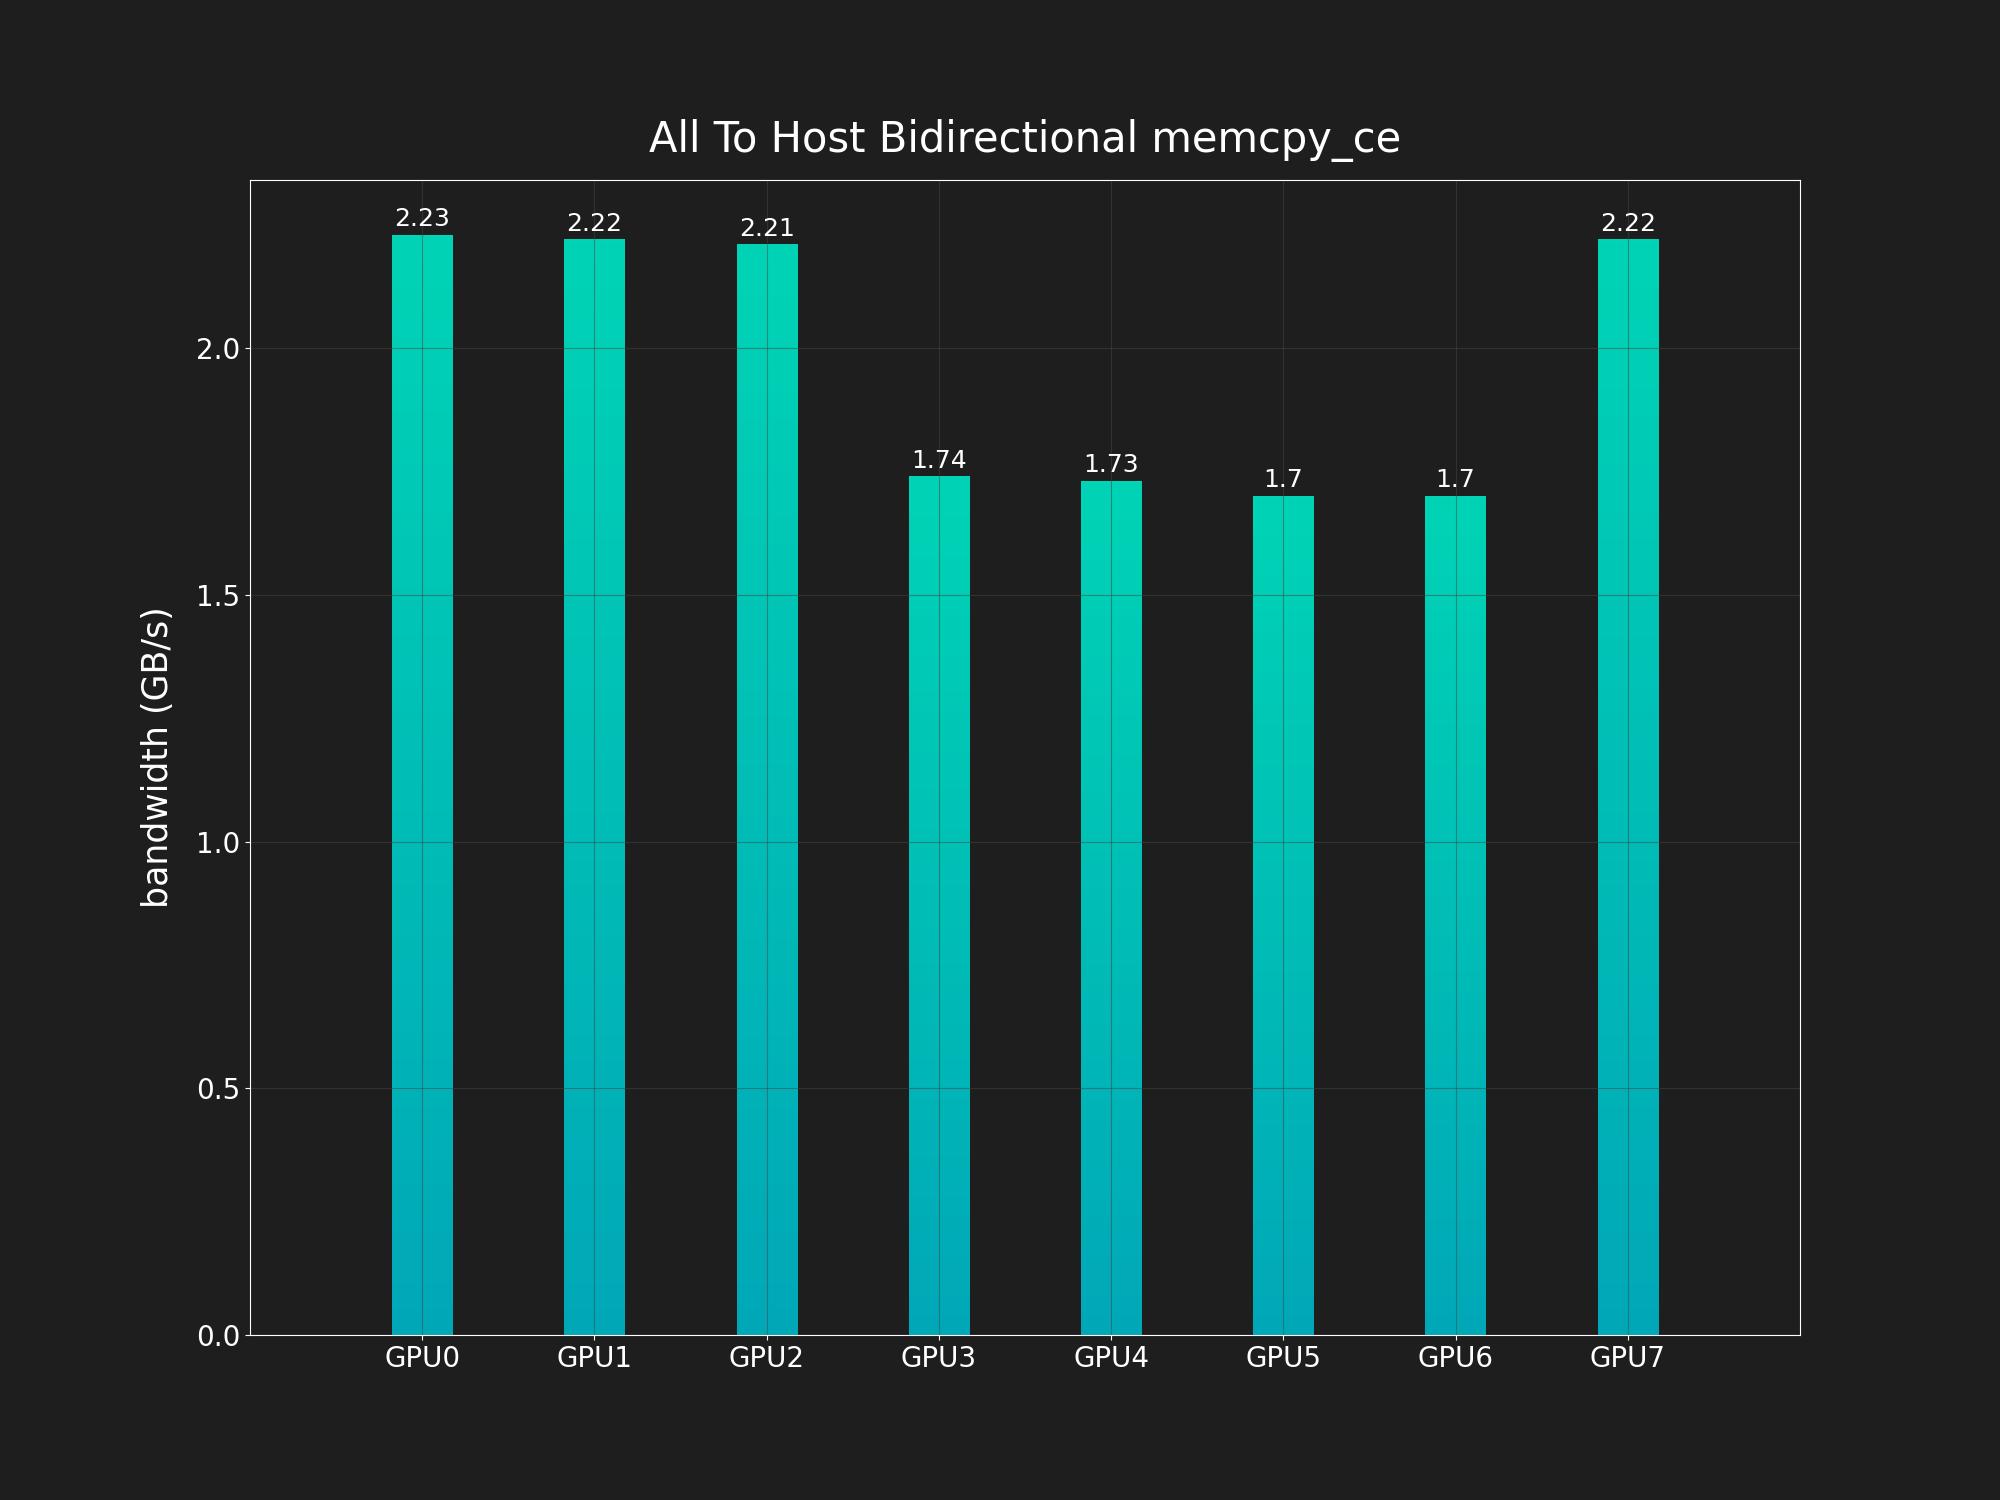 All To Host Bidirectional memcpy_ce
2.23
2.22
2.21
1.74
1.73
1.7
1.7
2.22
bandwidth (GB/s)
2.0
1.5
1.0
0.5
0.0
GPU0
GPU1
GPU2
GPU3
GPU4
GPU5
GPU6
GPU7